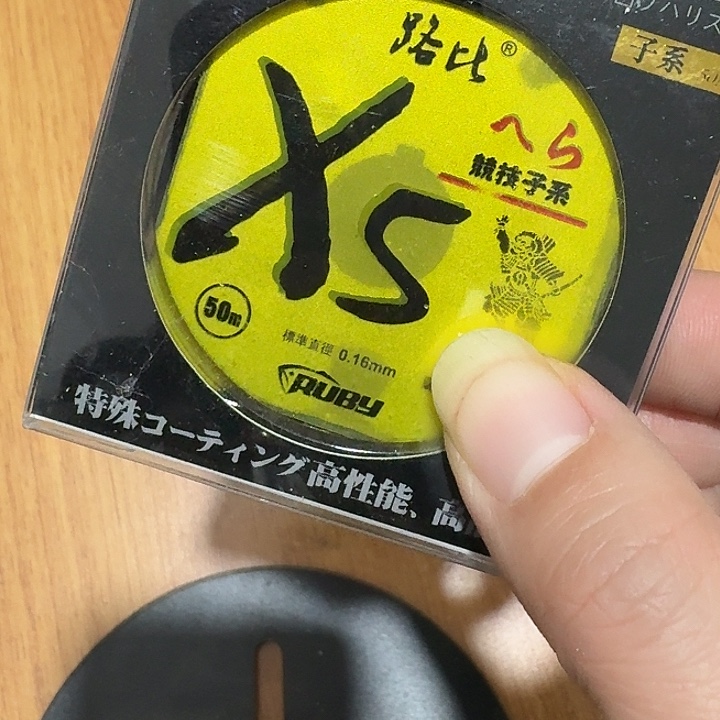 路比®
子系
へら
競技子系
XS
50m
標準直徑 0.16mm
RUBY
特殊コーティング高性能、高